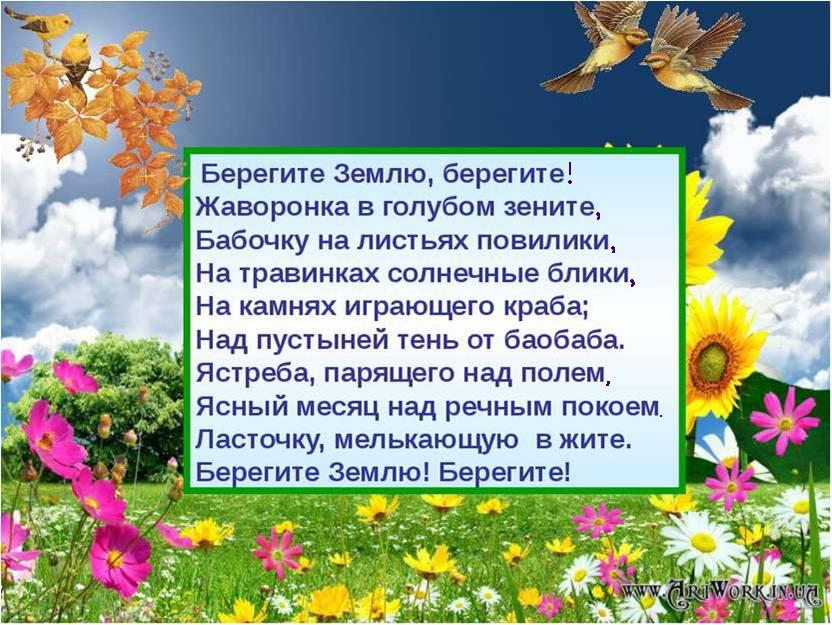 Берегите Землю, берегите!
Жаворонка в голубом зените,
Бабочку на листьях повилики,
На травинках солнечные блики,
На камнях играющего краба;
Над пустыней тень от баобаба.
Ястреба, парящего над полем,
Ясный месяц над речным покоем.
Ласточку, мелькающую в жите.
Берегите Землю! Берегите!
www.ArtWork.in.ua